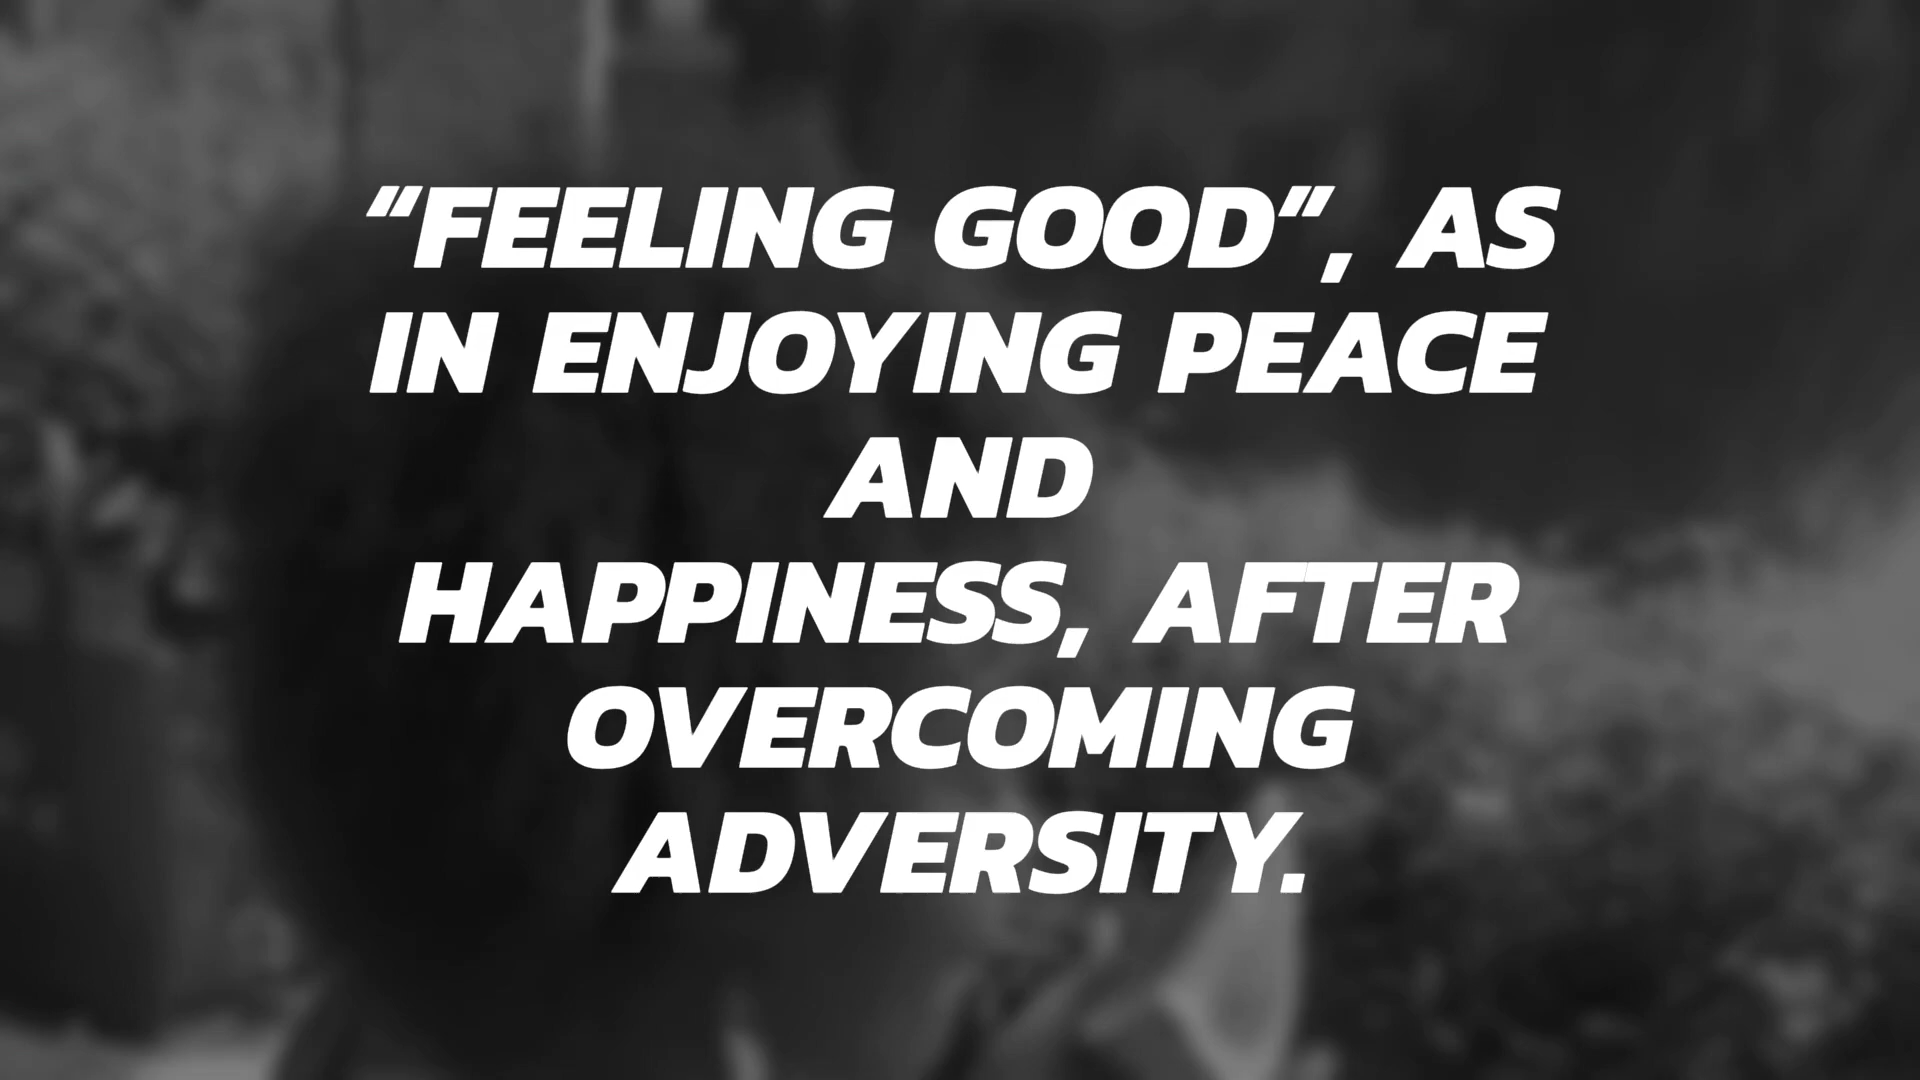 “FEELING GOOD”, AS
IN ENJOYING PEACE
AND
HAPPINESS, AFTER
OVERCOMING
ADVERSITY.